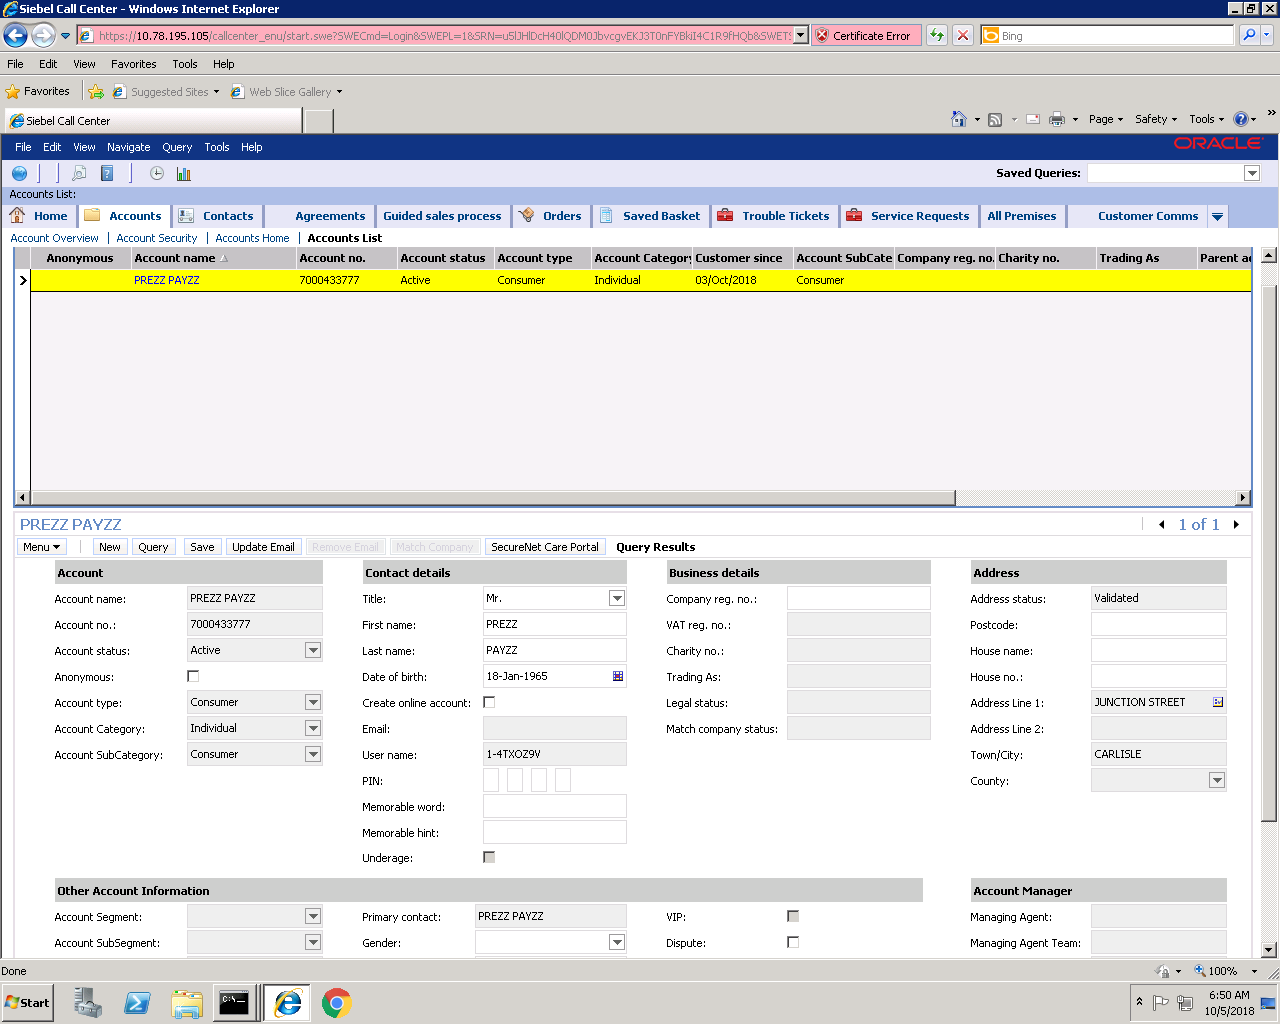 Siebel Call Center - Windows Internet Explorer
https://10.78.195.105/callcenter_enu/start.swe?SWECmd=Login&SWEPL=1&SRN= Certificate Error Bing
File Edit View Favorites Tools Help
Favorites Suggested Sites Web Slice Gallery
Siebel Call Center Page Safety Tools
File Edit View Navigate Query Tools Help ORACLE
Saved Queries:
Accounts List:
Home Accounts Contacts Agreements Guided sales process Orders Saved Basket Trouble Tickets Service Requests All Premises Customer Comms
Account Overview Account Security Accounts Home Accounts List
Anonymous Account name Account no. Account status Account type Account Category Customer since Account SubCate Company reg. no. Charity no. Trading As Parent ac
PREZZ PAYZZ 7000433777 Active Consumer Individual 03/Oct/2018 Consumer
PREZZ PAYZZ 1 of 1
Menu New Query Save Update Email Remove Email Match Company SecureNet Care Portal Query Results
Account Contact details Business details Address
Account name: PREZZ PAYZZ Title: Mr. Company reg. no.: Address status: Validated
Account no.: 7000433777 First name: PREZZ VAT reg. no.: Postcode:
Account status: Active Last name: PAYZZ Charity no.: House name:
Anonymous: Date of birth: 18-Jan-1965 Trading As: House no.:
Account type: Consumer Create online account: Legal status: Address Line 1: JUNCTION STREET
Account Category: Individual Email: Match company status: Address Line 2:
Account SubCategory: Consumer User name: 1-4TXOZ9V Town/City: CARLISLE
PIN: County:
Memorable word:
Memorable hint:
Underage:
Other Account Information Account Manager
Account Segment: Primary contact: PREZZ PAYZZ VIP: Managing Agent:
Account SubSegment: Gender: Dispute: Managing Agent Team:
Done 100%
Start 6:50 AM
10/5/2018